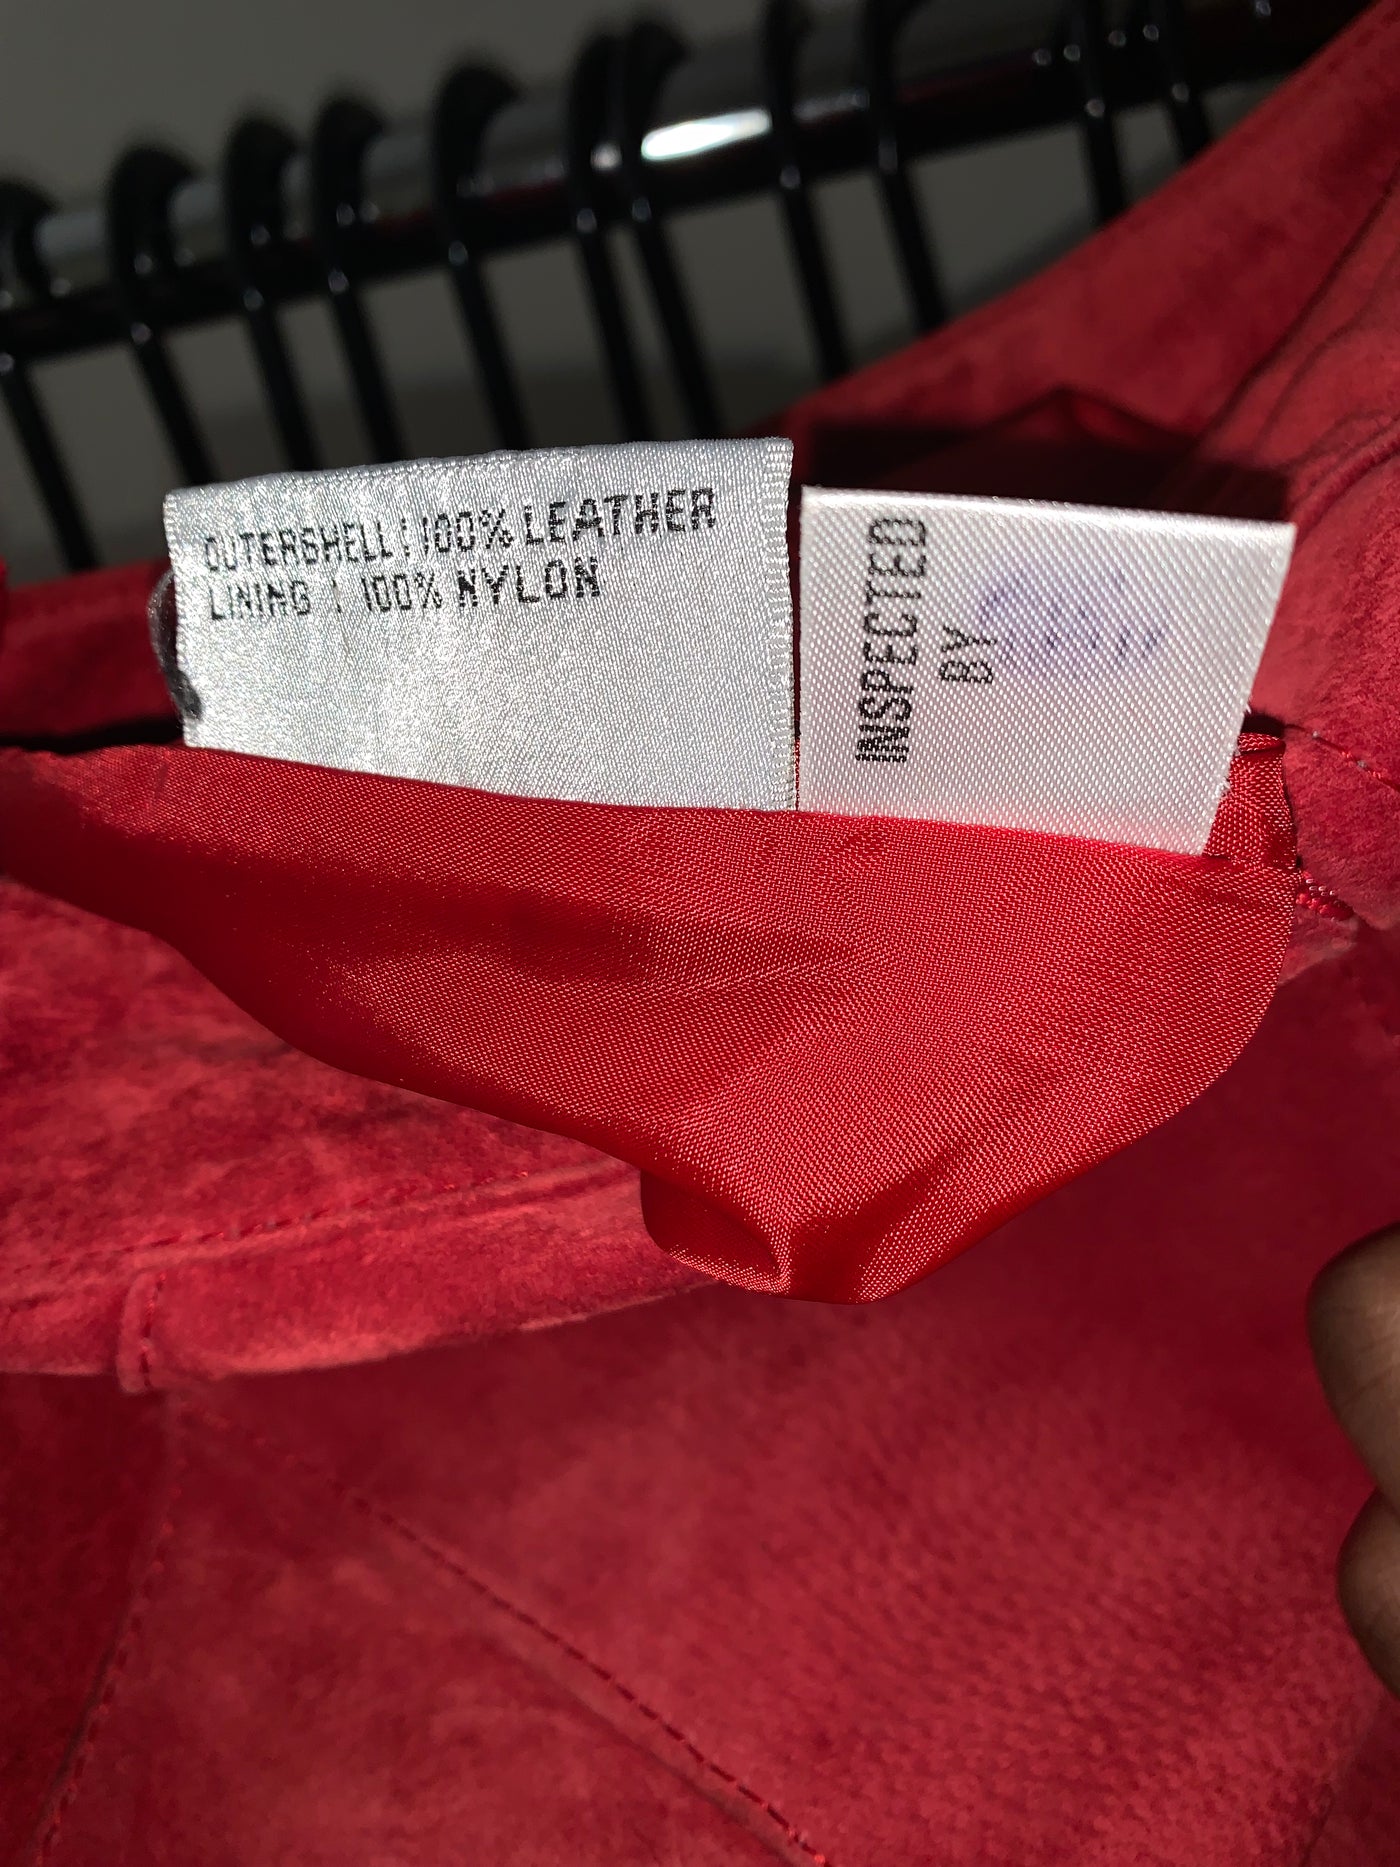 OUTERSHELL : 100% LEATHER
LINING : 100% NYLON
INSPECTED
BY